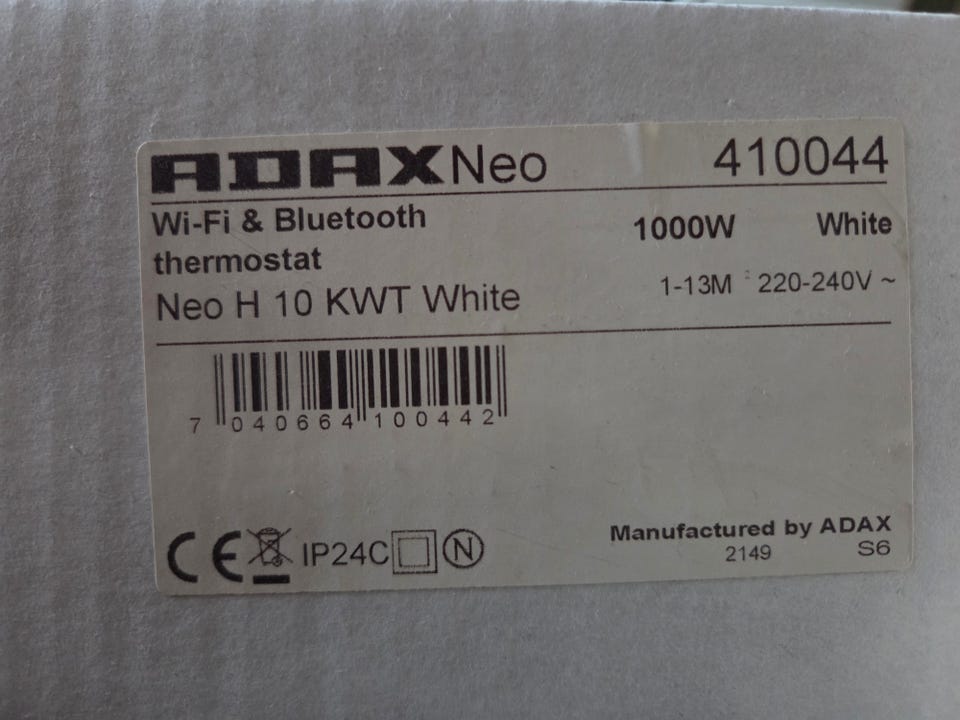 ADAX Neo 410044
Wi-Fi & Bluetooth thermostat 1000W White
Neo H 10 KWT White 1-13M 220-240V ~
7 040664 100442
CE IP24C N
Manufactured by ADAX
2149 S6